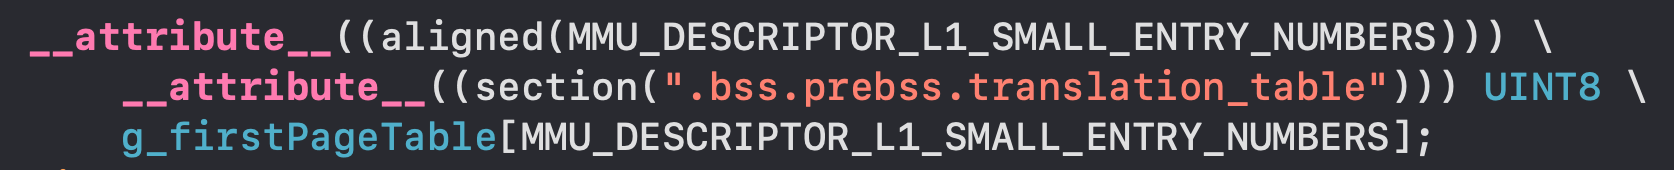 __attribute__((aligned(MMU_DESCRIPTOR_L1_SMALL_ENTRY_NUMBERS))) \
__attribute__((section(".bss.prebss.translation_table"))) UINT8 \
g_firstPageTable[MMU_DESCRIPTOR_L1_SMALL_ENTRY_NUMBERS];